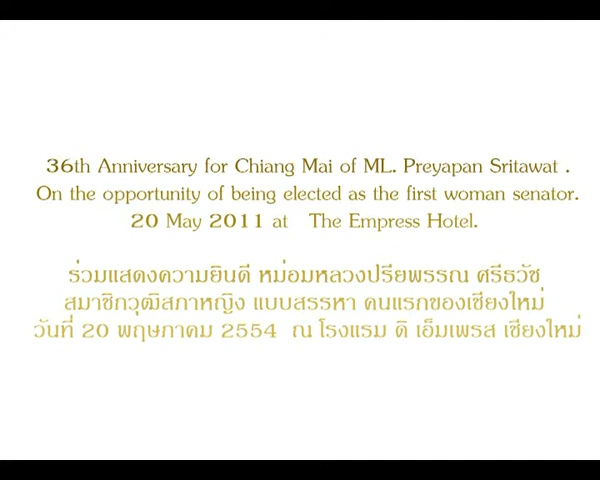 36th Anniversary for Chiang Mai of ML. Preyapan Sritawat .
On the opportunity of being elected as the first woman senator.
20 May 2011 at The Empress Hotel.
ร่วมแสดงความยินดี หม่อมหลวงปรียพรรณ ศรีธวัช
สมาชิกวุฒิสภาหญิง แบบสรรหา คนแรกของเชียงใหม่
วันที่ 20 พฤษภาคม 2554 ณ โรงแรม ดิ เอ็มเพรส เชียงใหม่